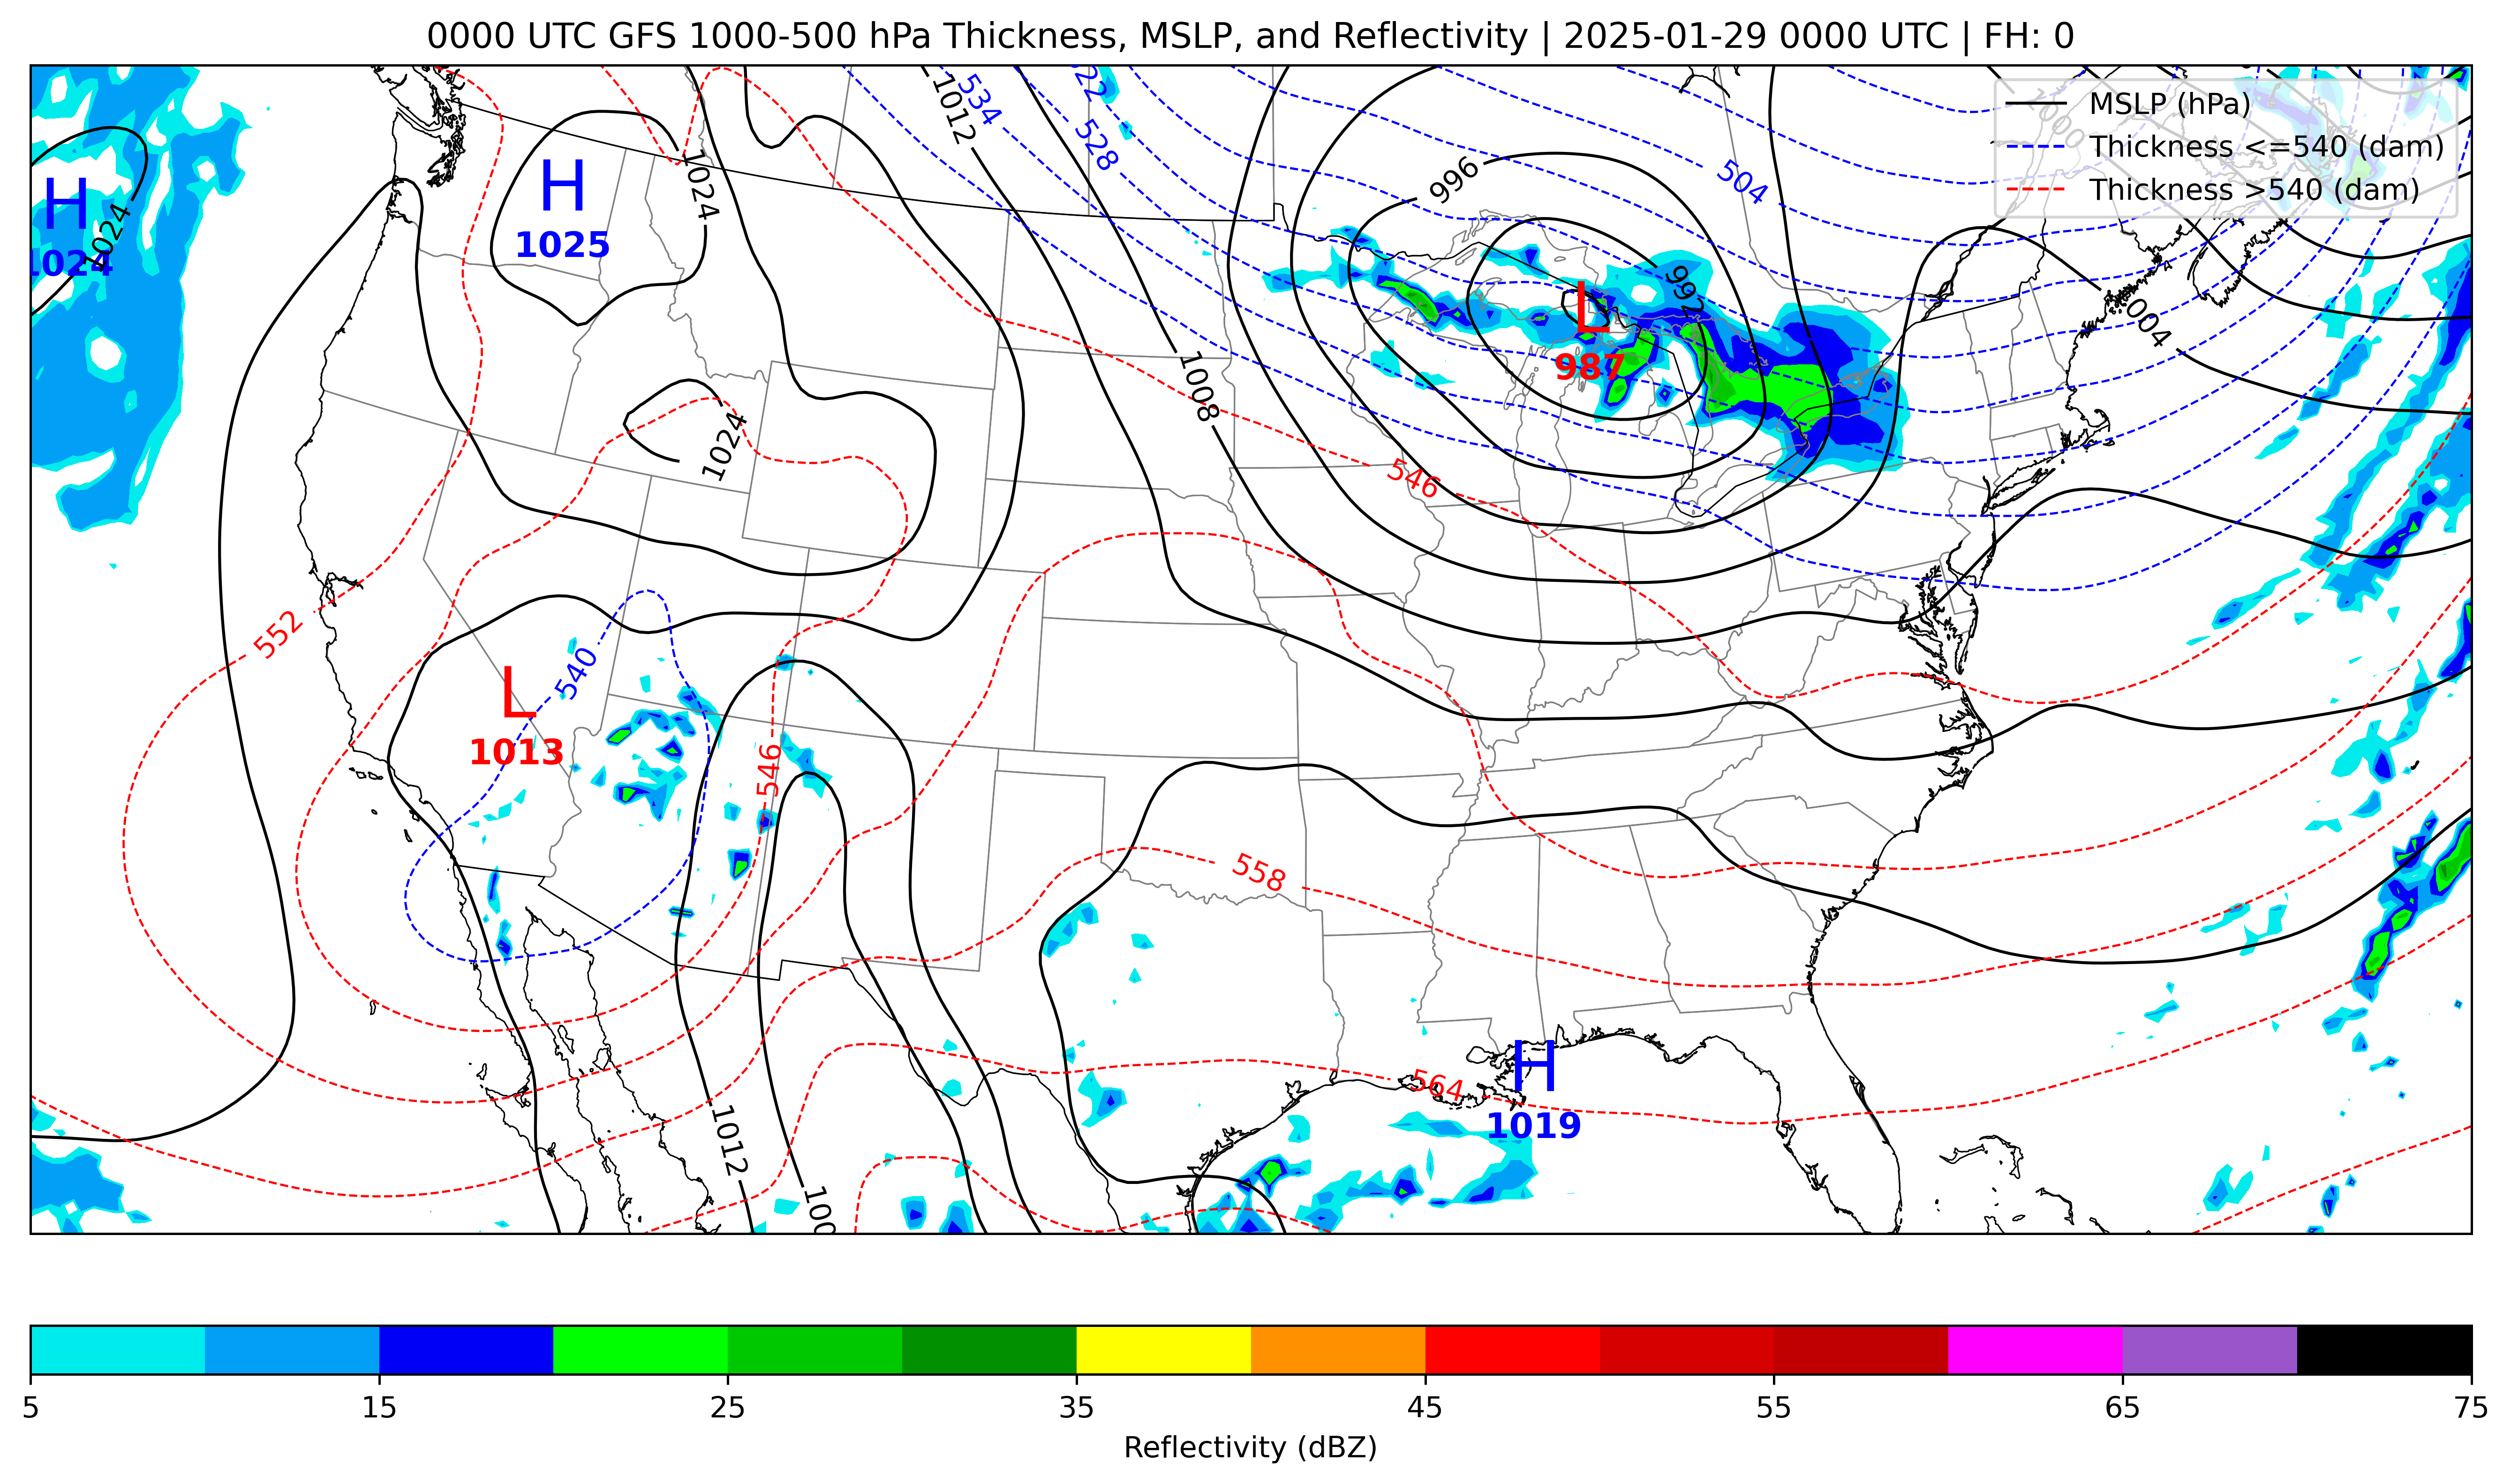 0000 UTC GFS 1000-500 hPa Thickness, MSLP, and Reflectivity | 2025-01-29 0000 UTC | FH: 0
MSLP (hPa)
Thickness <=540 (dam)
Thickness >540 (dam)
1000
1012
534
522
528
504
996
992
1004
1024
H
1024
H
1025
1024
L
987
1008
1024
546
552
540
L
1013
546
558
564
H
1019
1012
100
5 15 25 35 45 55 65 75
Reflectivity (dBZ)